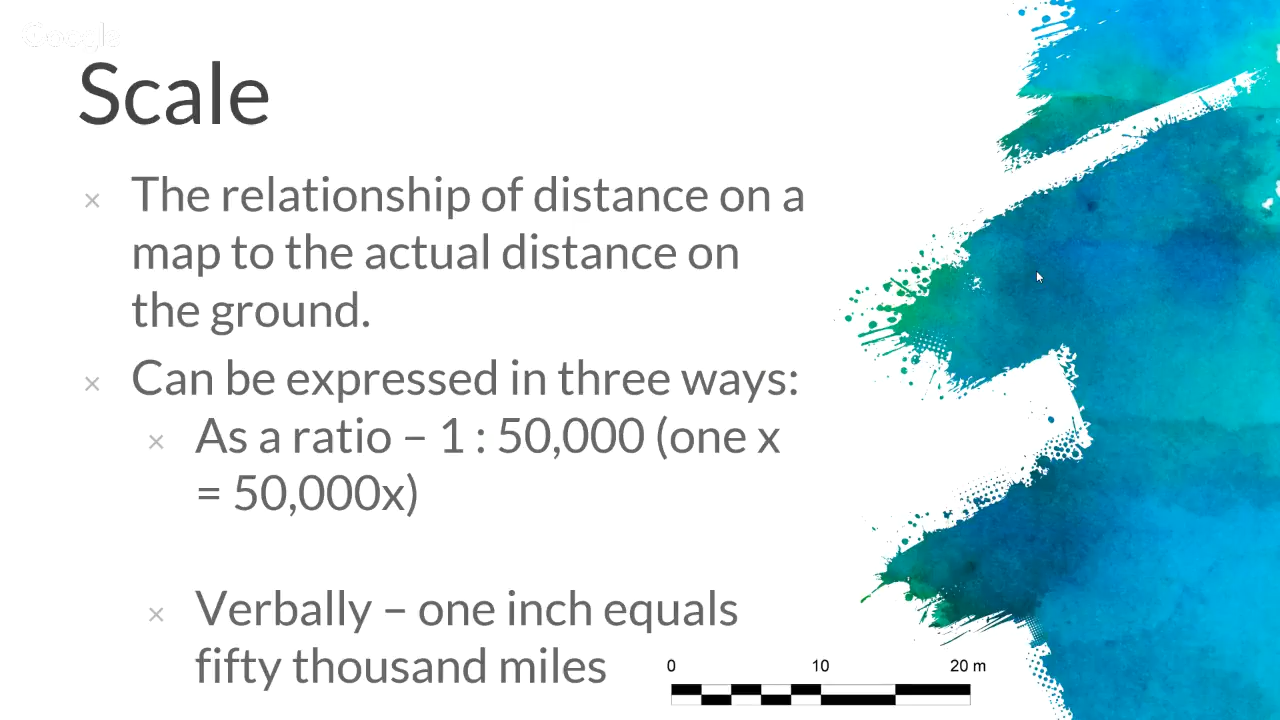 Google
Scale
× The relationship of distance on a
map to the actual distance on
the ground.
× Can be expressed in three ways:
× As a ratio – 1 : 50,000 (one x
= 50,000x)
× Verbally – one inch equals
fifty thousand miles
0 10 20 m